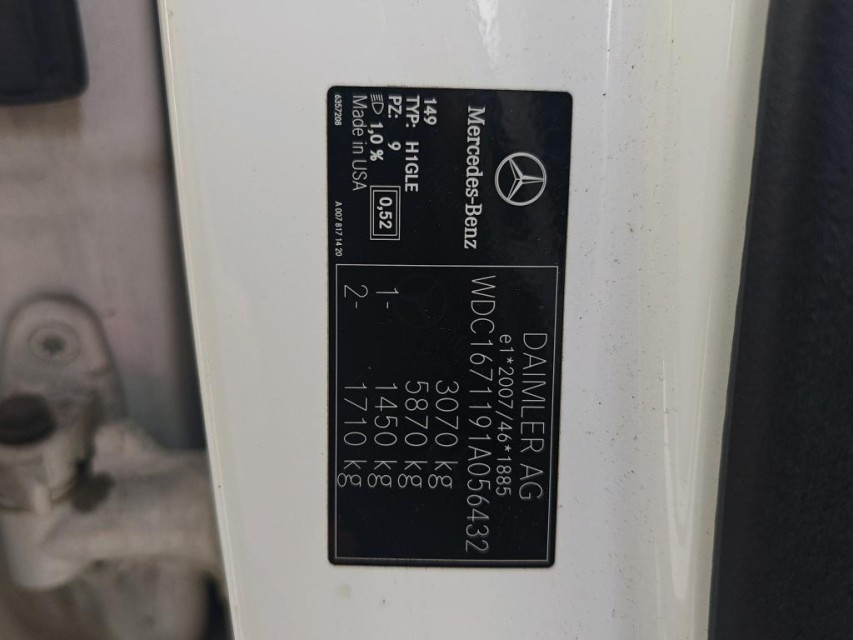 Mercedes-Benz
149
TYP: H1GLE
PZ: 9
1,0 %
0,52
Made in USA
6357208
A 007 817 14 20
DAIMLER AG
e1*2007/46*1885
WDC1671191A056432
3070 kg
5870 kg
1- 1450 kg
2- 1710 kg